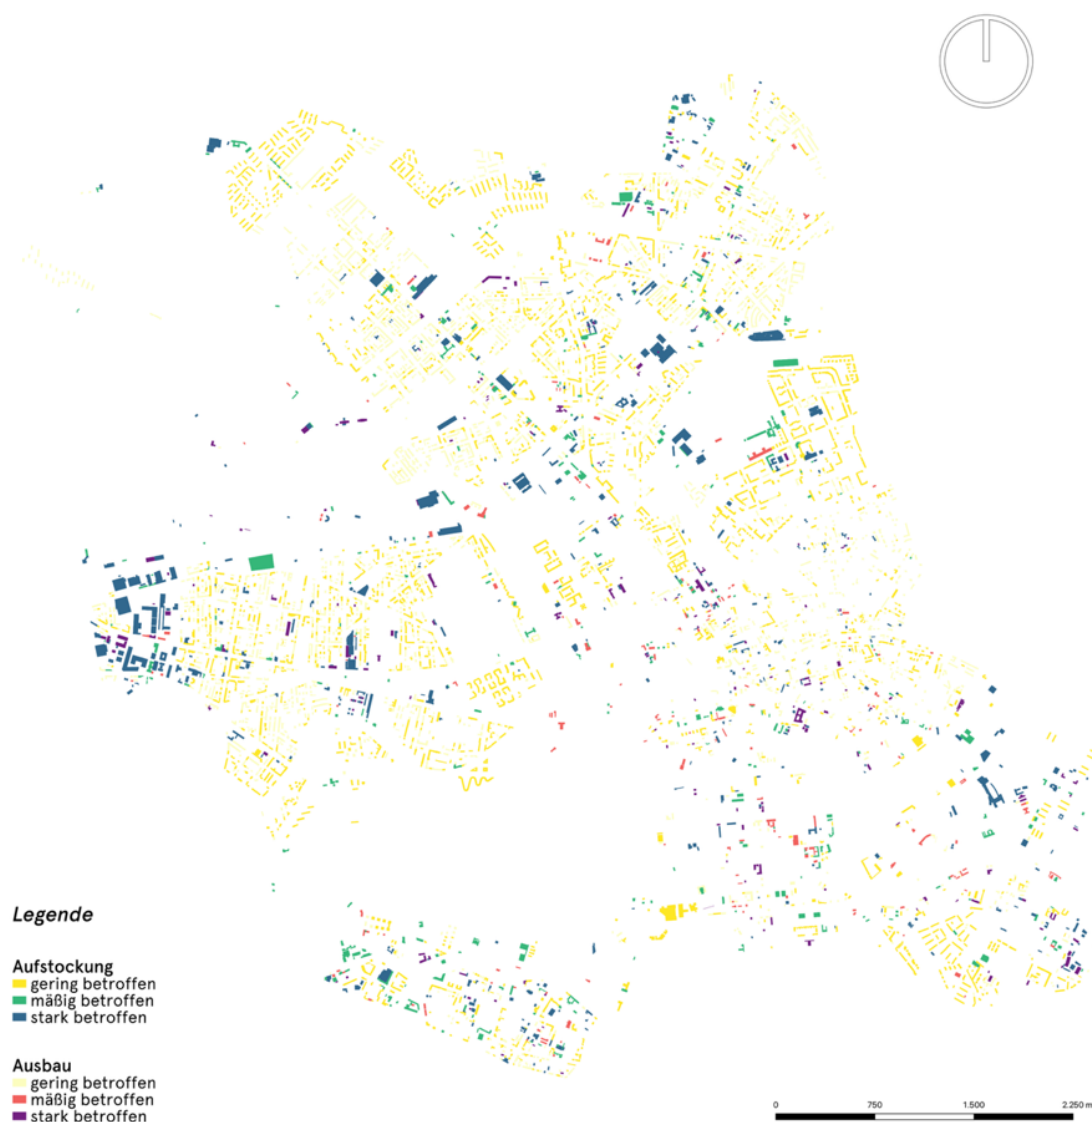 Legende
Aufstockung
gering betroffen
mäßig betroffen
stark betroffen
Ausbau
gering betroffen
mäßig betroffen
stark betroffen
0 750 1.500 2.250 m